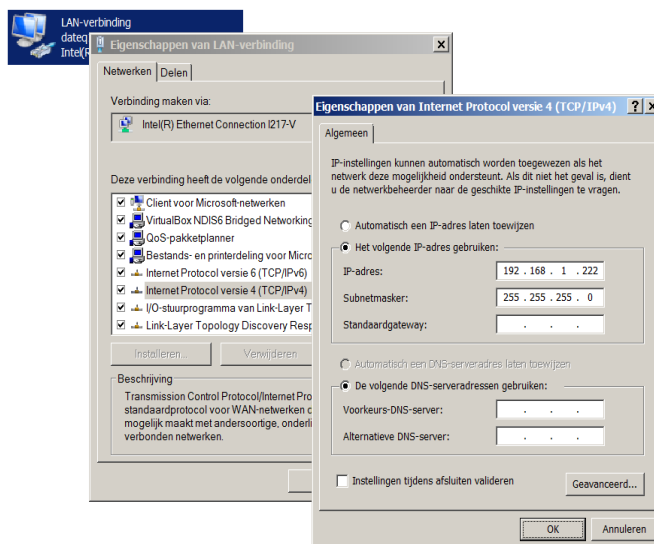 LAN-verbinding
dateq
Intel(R
Eigenschappen van LAN-verbinding
Netwerken
Delen
Verbinding maken via:
Intel(R) Ethernet Connection I217-V
Deze verbinding heeft de volgende onderdel
Client voor Microsoft-netwerken
VirtualBox NDIS6 Bridged Networking
QoS-pakketplanner
Bestands- en printerdeling voor Micro
Internet Protocol versie 6 (TCP/IPv6)
Internet Protocol versie 4 (TCP/IPv4)
I/O-stuurprogramma van Link-Layer T
Link-Layer Topology Discovery Resp
Installeren...
Verwijderen
Beschrijving
Transmission Control Protocol/Internet Pro
standaardprotocol voor WAN-netwerken d
mogelijk maakt met andersoortige, onderli
verbonden netwerken.
Eigenschappen van Internet Protocol versie 4 (TCP/IPv4)
Algemeen
IP-instellingen kunnen automatisch worden toegewezen als het
netwerk deze mogelijkheid ondersteunt. Als dit niet het geval is, dient
u de netwerkbeheerder naar de geschikte IP-instellingen te vragen.
Automatisch een IP-adres laten toewijzen
Het volgende IP-adres gebruiken:
IP-adres: 192 . 168 . 1 . 222
Subnetmasker: 255 . 255 . 255 . 0
Standaardgateway: . . .
Automatisch een DNS-serveradres laten toewijzen
De volgende DNS-serveradressen gebruiken:
Voorkeurs-DNS-server: . . .
Alternatieve DNS-server: . . .
Instellingen tijdens afsluiten valideren
Geavanceerd...
OK
Annuleren